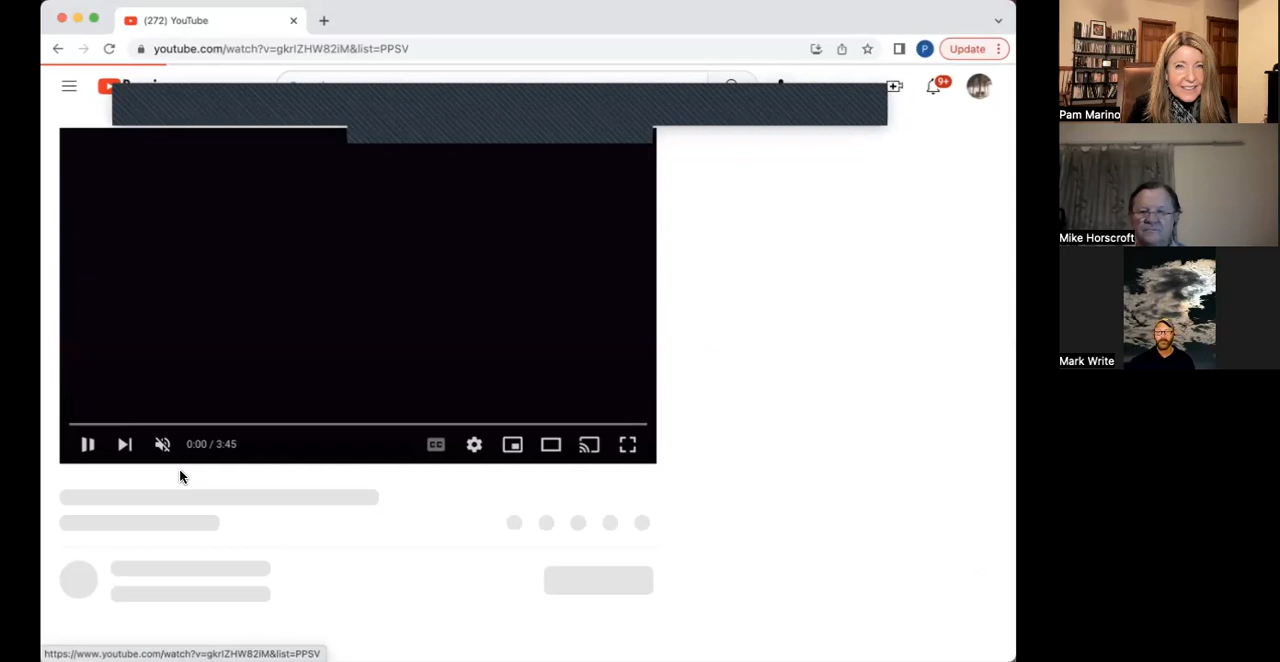 (272) YouTube
youtube.com/watch?v=gkrIZHW82iM&list=PPSV
P
Update
9+
0:00 / 3:45
CC
https://www.youtube.com/watch?v=gkrIZHW82iM&list=PPSV
Pam Marino
Mike Horscroft
Mark Write